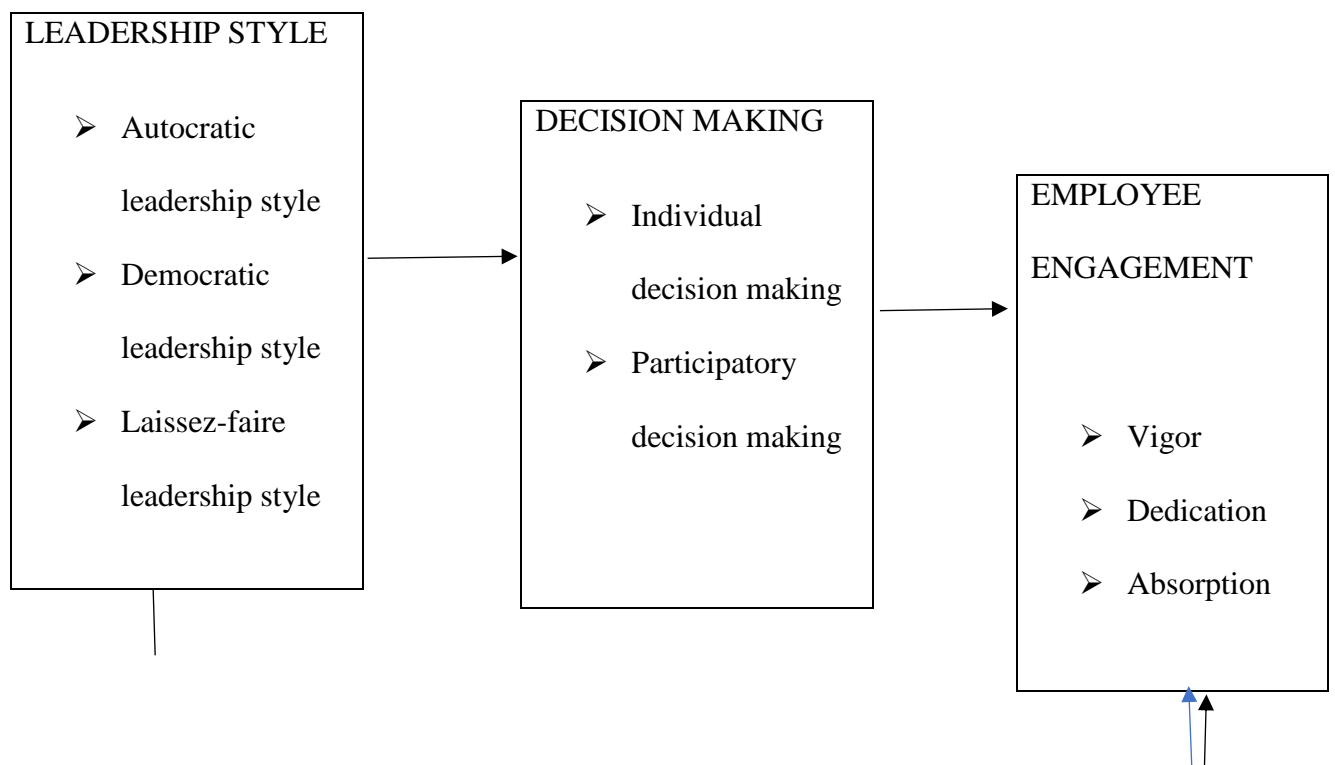 LEADERSHIP STYLE
➢ Autocratic
leadership style
➢ Democratic
leadership style
➢ Laissez-faire
leadership style
DECISION MAKING
➢ Individual
decision making
➢ Participatory
decision making
EMPLOYEE
ENGAGEMENT
➢ Vigor
➢ Dedication
➢ Absorption